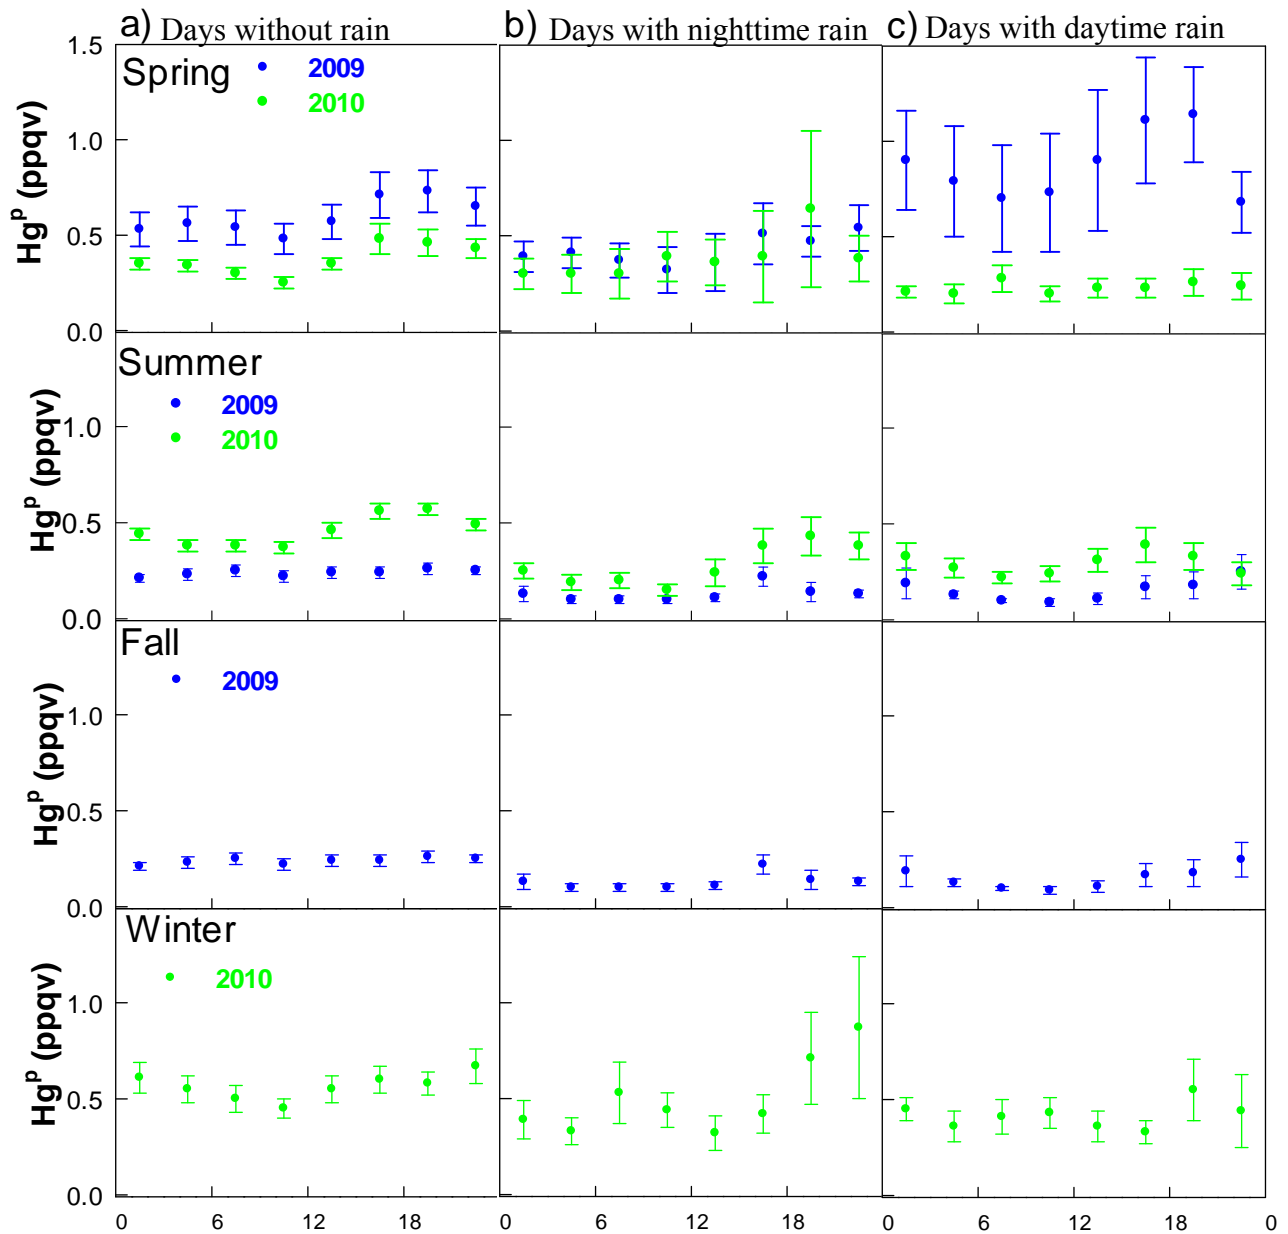 a) Days without rain
b) Days with nighttime rain
c) Days with daytime rain
1.5
Spring
2009
2010
1.0
0.5
0.0
Hg^p (ppqv)
Summer
2009
2010
1.0
0.5
0.0
Hg^p (ppqv)
Fall
2009
1.0
0.5
0.0
Hg^p (ppqv)
Winter
2010
1.0
0.5
0.0
Hg^p (ppqv)
0 6 12 18 6 12 18 6 12 18 0